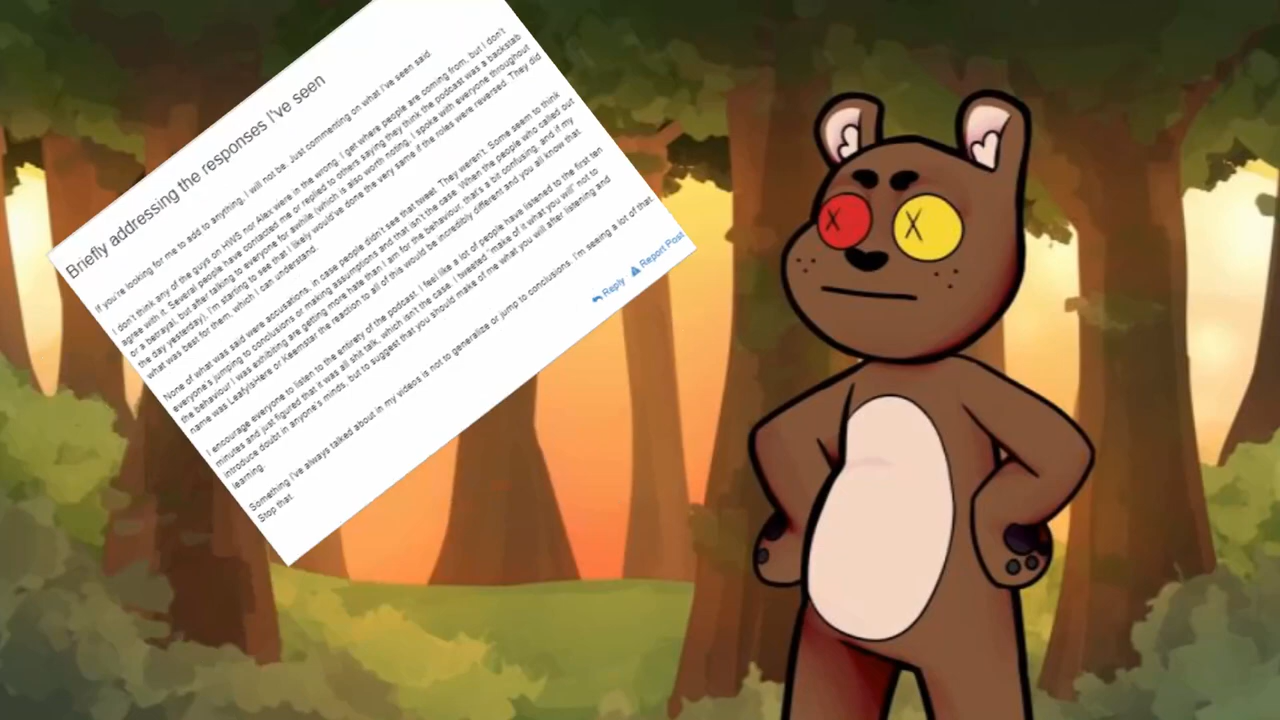 Briefly addressing the responses I've seen
If you're looking for me to add to anything, I will not be. Just commenting on what I've seen said.
I don't think any of the guys on HWS nor Alex were in the wrong. I get where people are coming from, but I don't
agree with it. Several people have contacted me or replied to others saying they think the podcast was a backstab
or a betrayal, but after talking to everyone for awhile (which is also worth noting, I spoke with everyone throughout
the day yesterday), I'm starting to see that I likely would've done the very same if the roles were reversed. They did
what was best for them, which I can understand.
None of what was said were accusations, in case people didn't see that tweet. They weren't. Some seem to think
everyone's jumping to conclusions or making assumptions and that isn't the case. When the people who called out
the behaviour I was exhibiting are getting more hate than I am for the behaviour, that's a bit confusing, and if my
name was LeafyIsHere or Keemstar the reaction to all of this would be incredibly different and you all know that.
I encourage everyone to listen to the entirety of the podcast. I feel like a lot of people have listened to the first ten
minutes and just figured that it was all shit talk, which isn't the case. I tweeted "make of it what you will" not to
introduce doubt in anyone's minds, but to suggest that you should make of me what you will after listening and
learning.
Something I've always talked about in my videos is not to generalize or jump to conclusions. I'm seeing a lot of that.
Stop that.
Reply Report Post